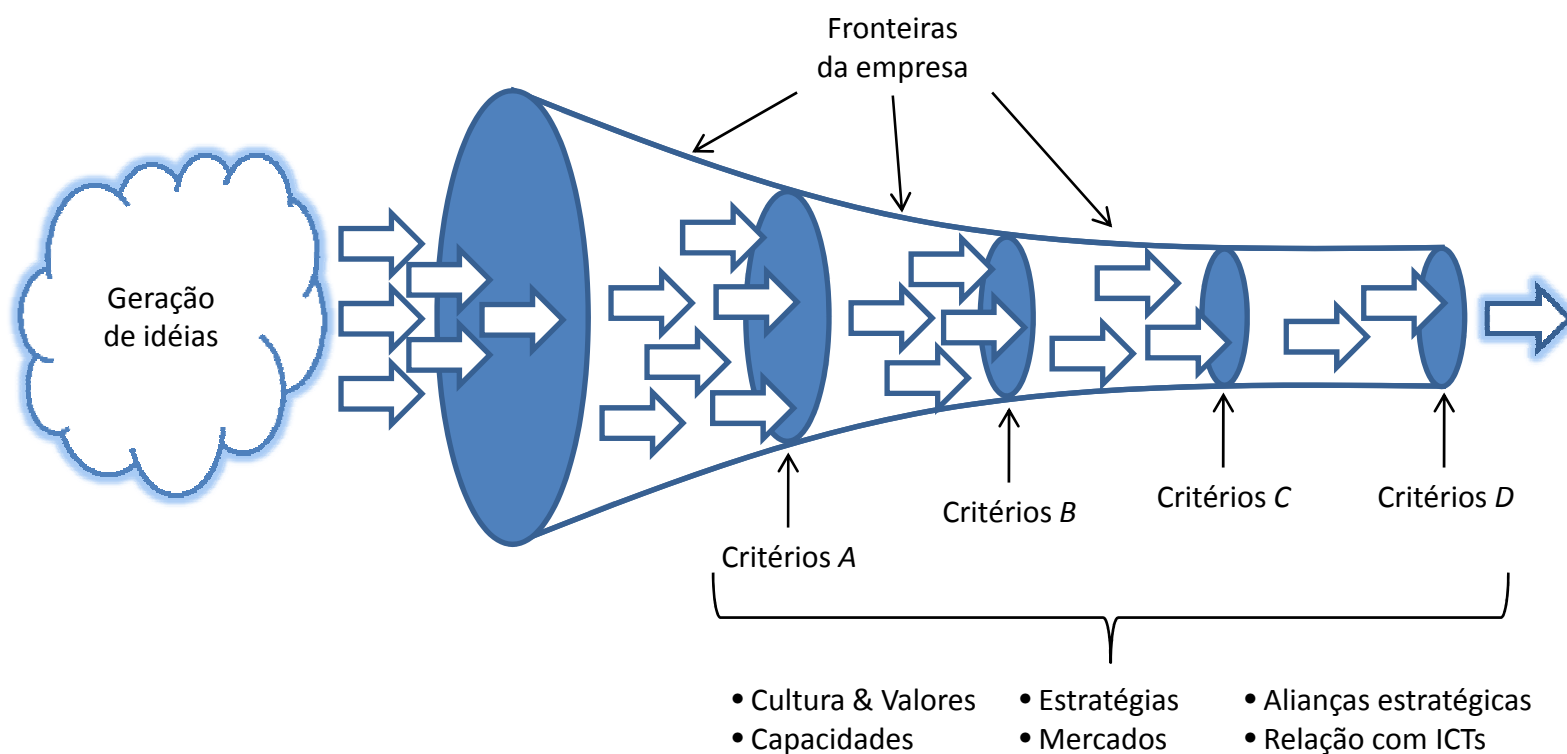 Fronteiras
da empresa
Geração
de idéias
Critérios A
Critérios B
Critérios C
Critérios D
• Cultura & Valores
• Capacidades
• Estratégias
• Mercados
• Alianças estratégicas
• Relação com ICTs